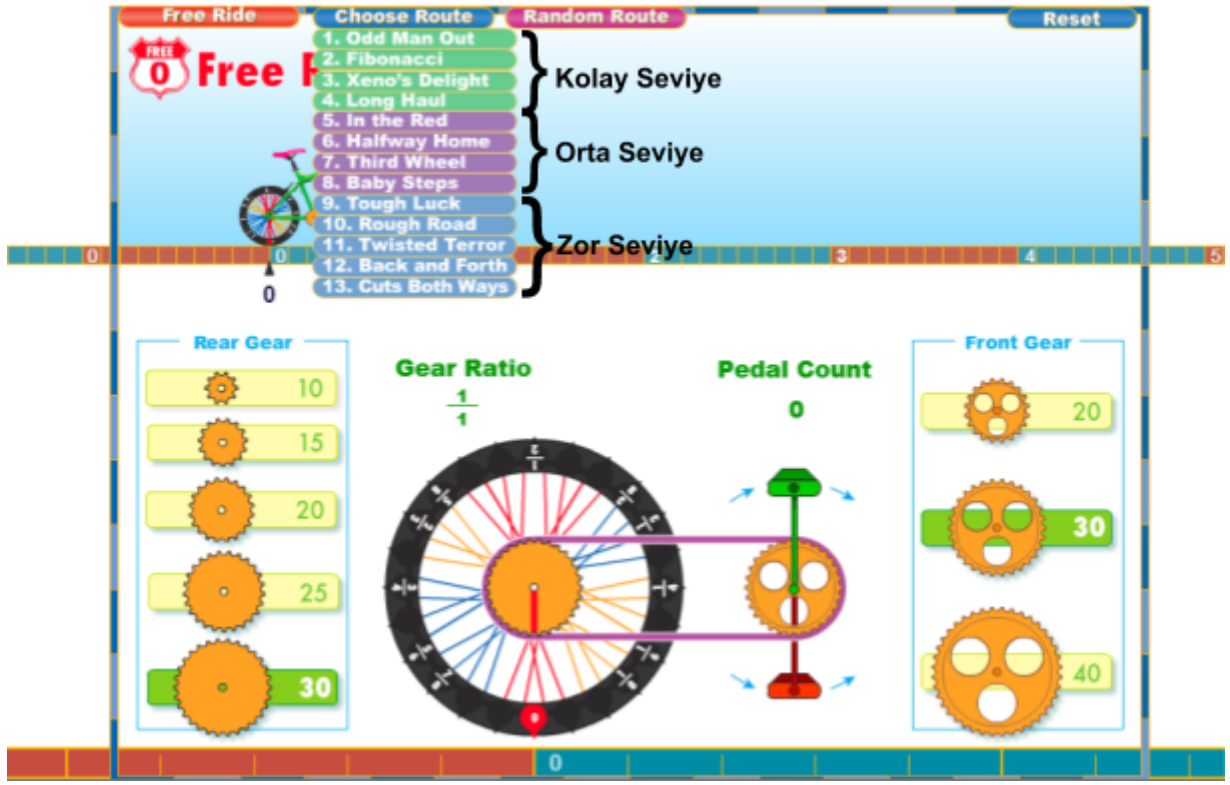 Free Ride
Choose Route
Random Route
Reset
FREE
0
Free R
1. Odd Man Out
2. Fibonacci
3. Xeno's Delight
4. Long Haul
Kolay Seviye
5. In the Red
6. Halfway Home
7. Third Wheel
8. Baby Steps
Orta Seviye
9. Tough Luck
10. Rough Road
11. Twisted Terror
12. Back and Forth
13. Cuts Both Ways
Zor Seviye
0 0 2 3 4 5
0
Rear Gear
10
15
20
25
30
Gear Ratio
1
1
Pedal Count
0
Front Gear
20
30
40
0
0